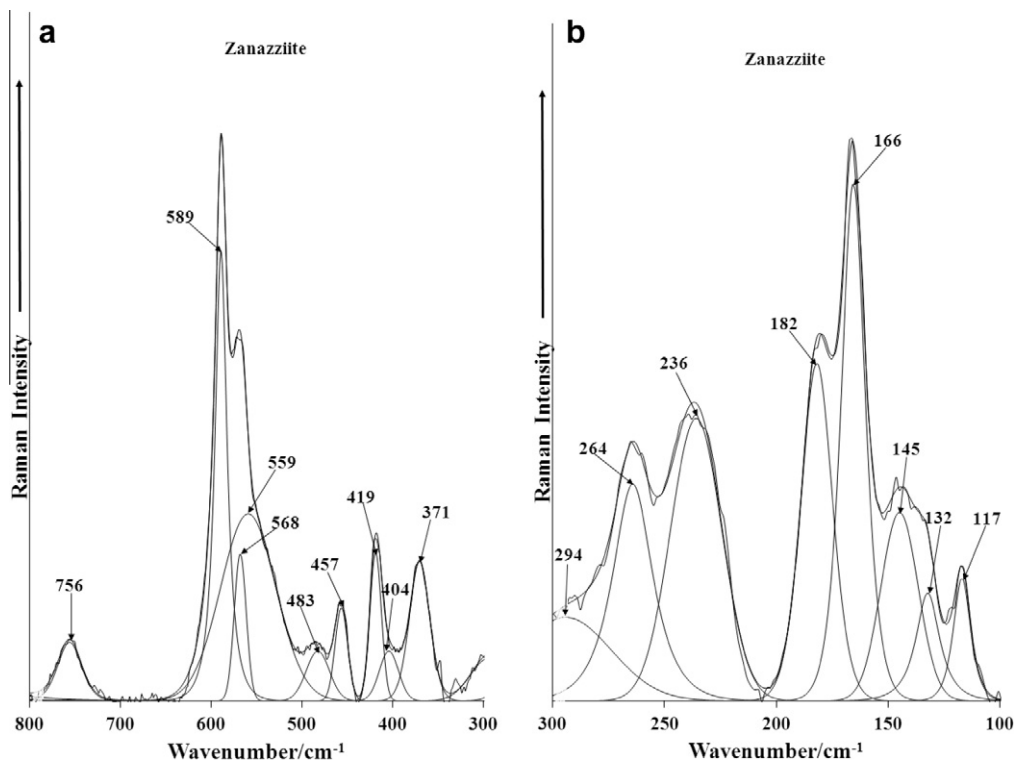 a
Zanazziite
589
559
568
419
371
457
404
483
756
Raman Intensity
800 700 600 500 400 300
Wavenumber/cm-1
b
Zanazziite
166
182
236
264
145
132
117
294
Raman Intensity
300 250 200 150 100
Wavenumber/cm-1